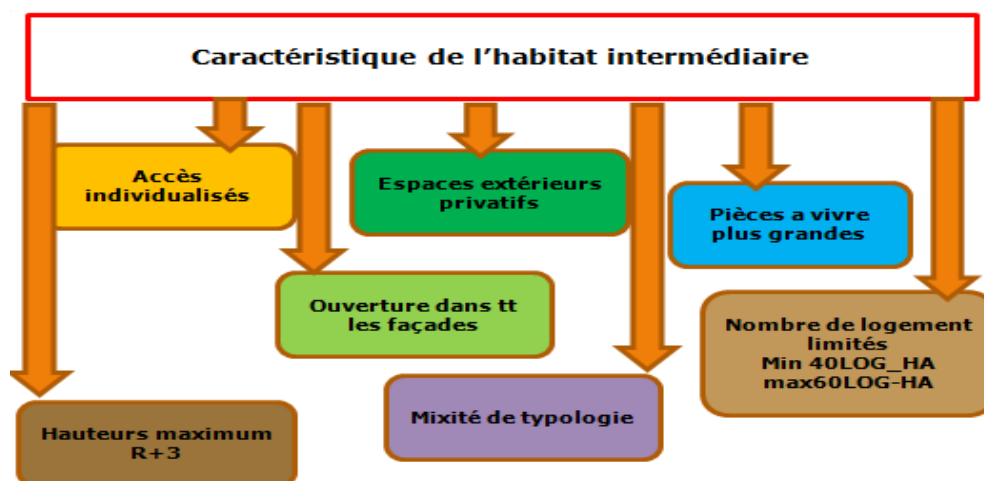 Caractéristique de l’habitat intermédiaire
Accès
individualisés
Espaces extérieurs
privatifs
Pièces a vivre
plus grandes
Ouverture dans tt
les façades
Nombre de logement
limités
Min 40LOG_HA
max60LOG-HA
Mixité de typologie
Hauteurs maximum
R+3